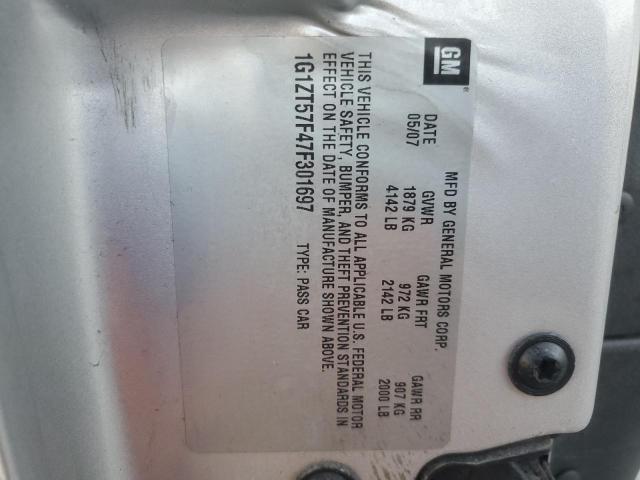 GM
®
MFD BY GENERAL MOTORS CORP.
DATE GVWR GAWR FRT GAWR RR
05/07 1879 KG 972 KG 907 KG
4142 LB 2142 LB 2000 LB
THIS VEHICLE CONFORMS TO ALL APPLICABLE U.S. FEDERAL MOTOR
VEHICLE SAFETY, BUMPER, AND THEFT PREVENTION STANDARDS IN
EFFECT ON THE DATE OF MANUFACTURE SHOWN ABOVE.
1G1ZT57F47F301697 TYPE: PASS CAR